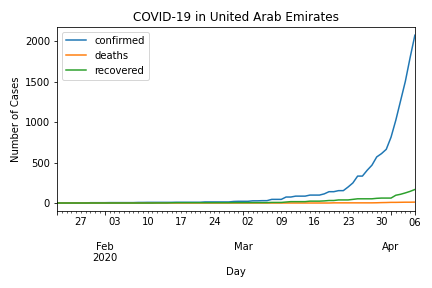 COVID-19 in United Arab Emirates
confirmed
deaths
recovered
2000
1500
1000
500
0
Number of Cases
27 03 10 17 24 02 09 16 23 30 06
Feb Mar Apr
2020
Day